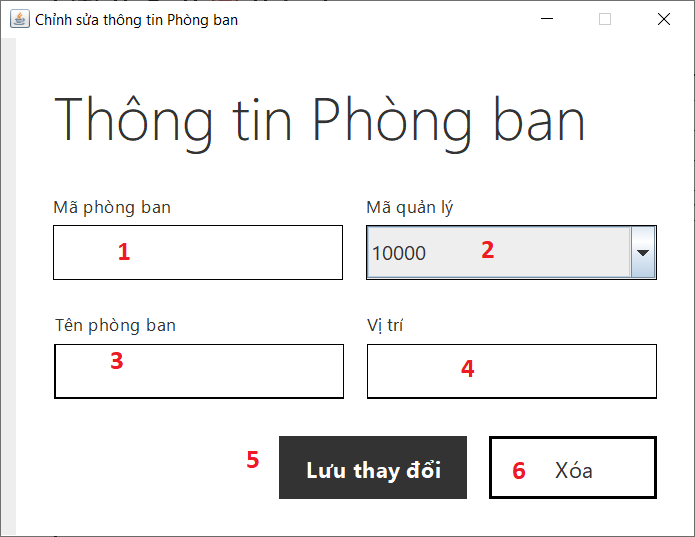 Chỉnh sửa thông tin Phòng ban
Thông tin Phòng ban
Mã phòng ban
Mã quản lý
1
10000 2
Tên phòng ban
Vị trí
3
4
5 Lưu thay đổi
6 Xóa